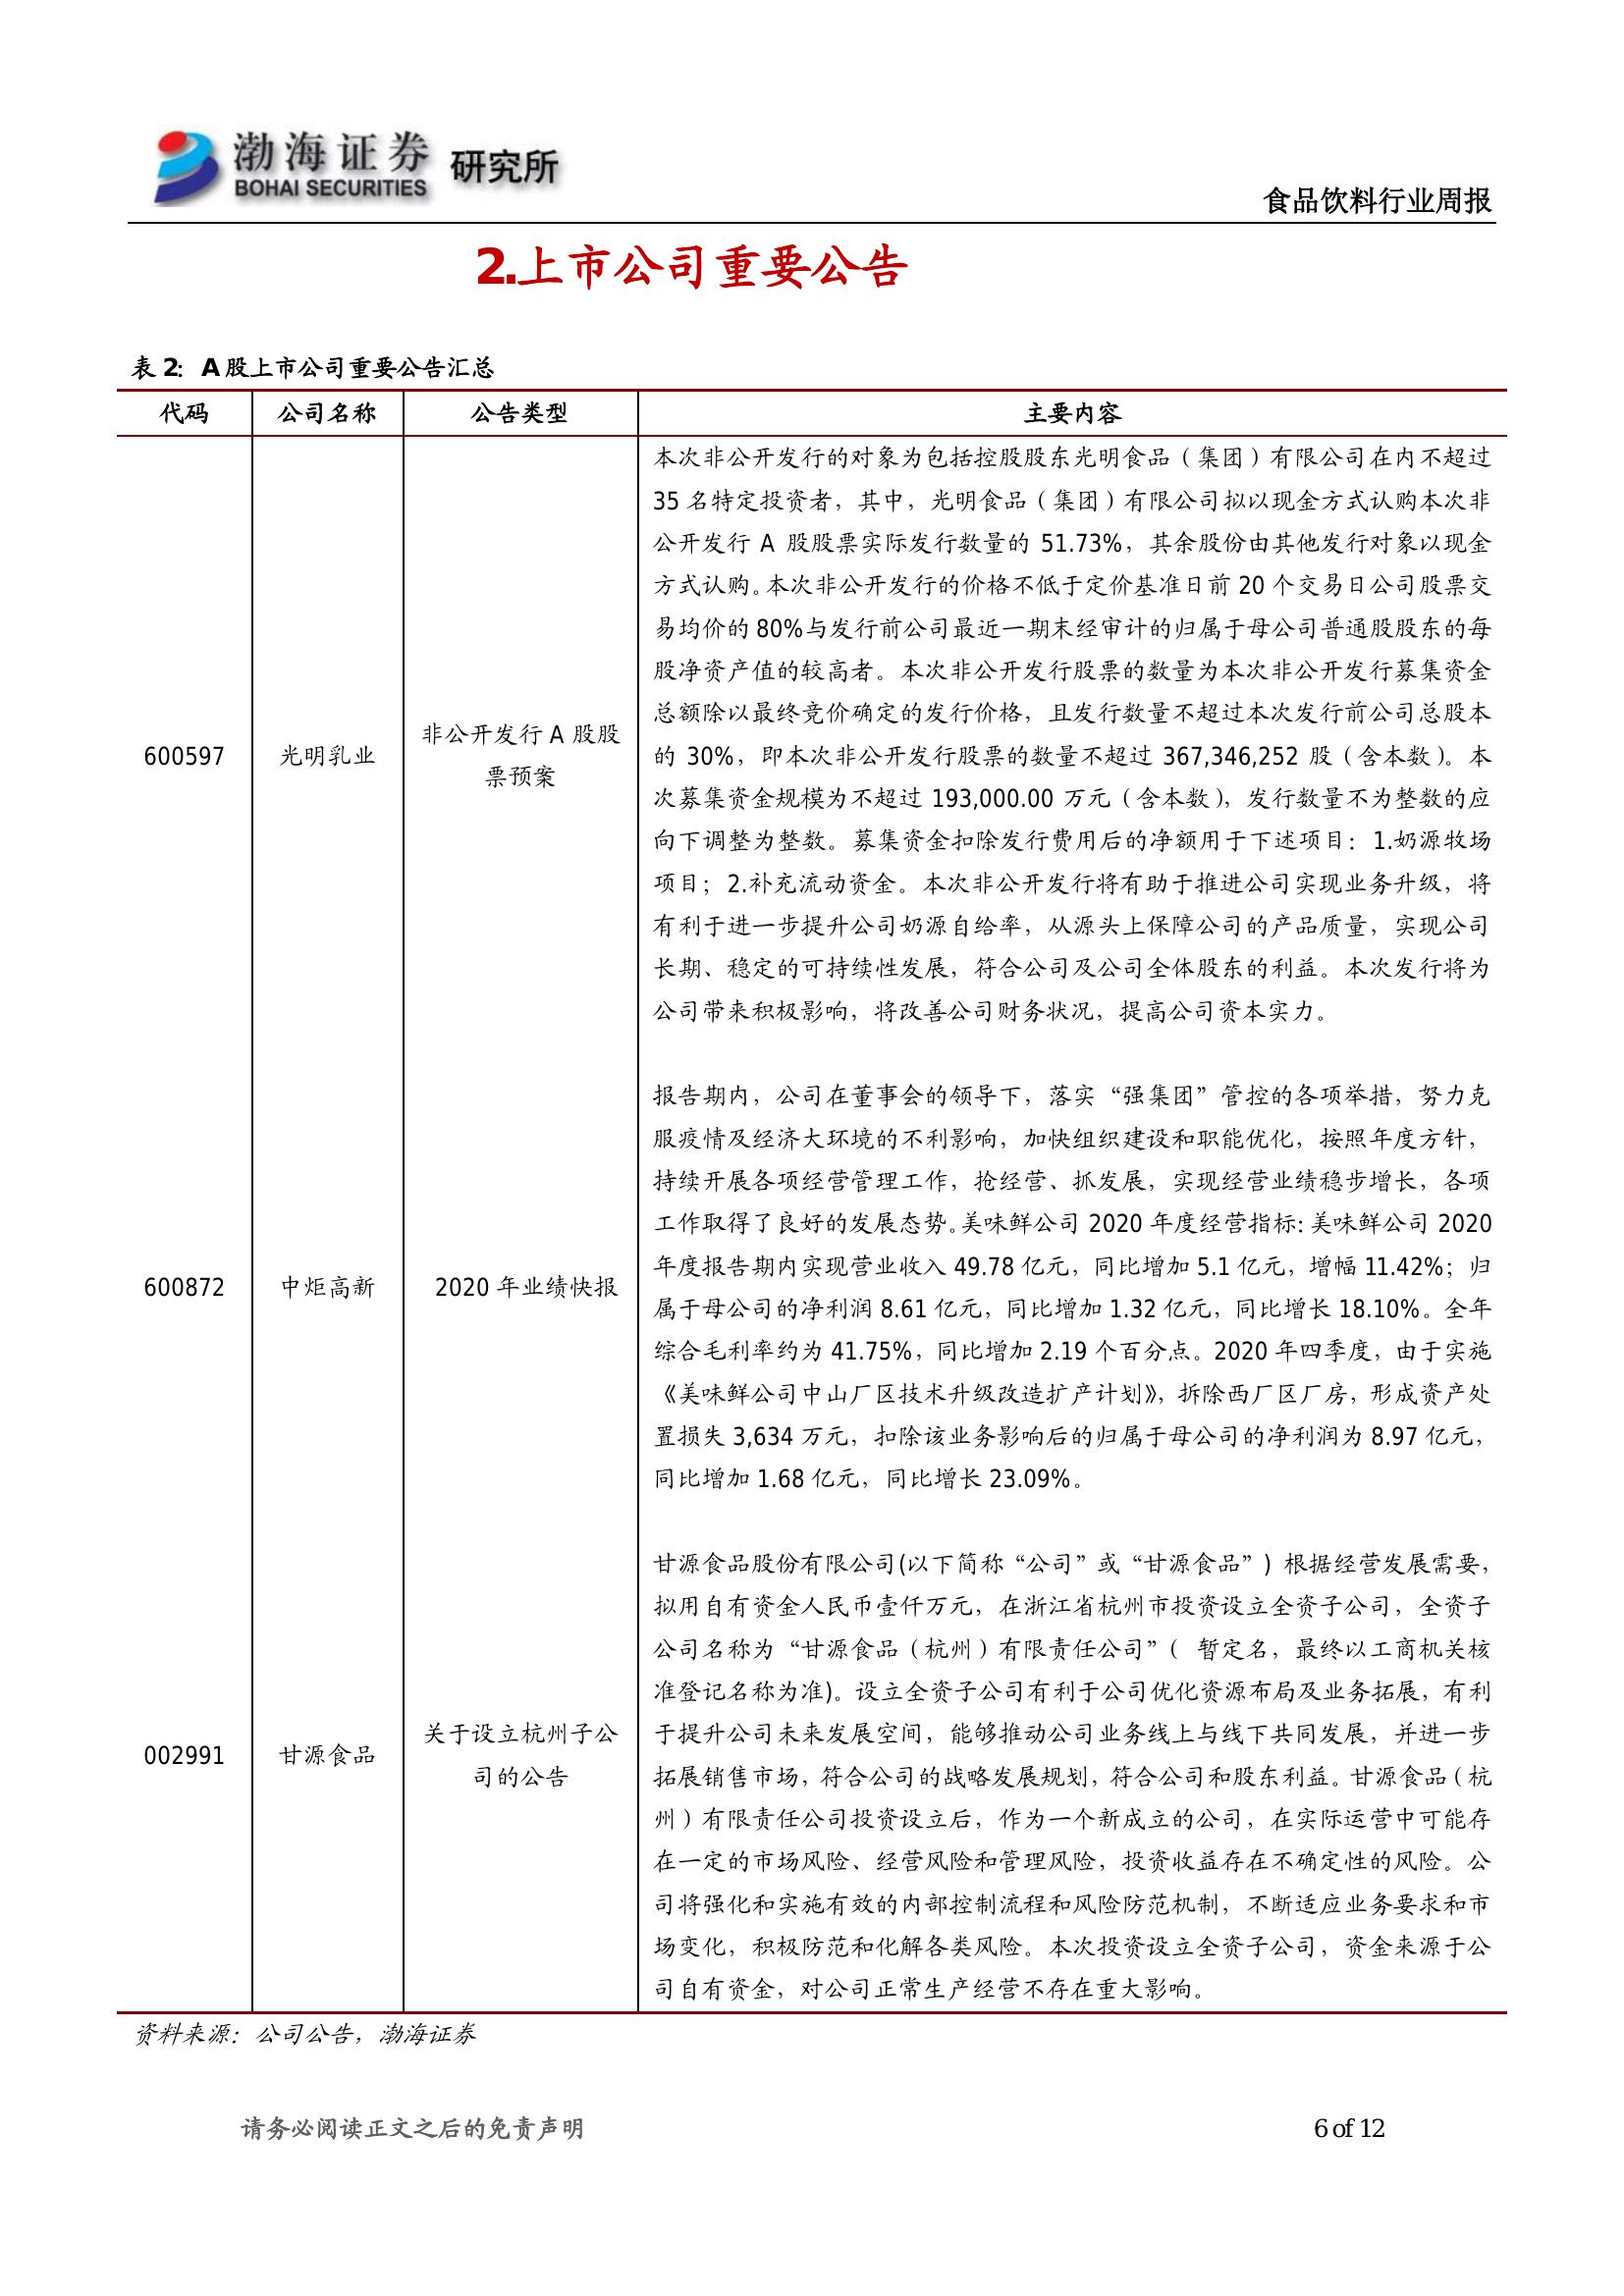 渤海证券 研究所
BOHAI SECURITIES
食品饮料行业周报
2.上市公司重要公告
表 2：A 股上市公司重要公告汇总
代码 公司名称 公告类型 主要内容
本次非公开发行的对象为包括控股股东光明食品（集团）有限公司在内不超过
35 名特定投资者，其中，光明食品（集团）有限公司拟以现金方式认购本次非
公开发行 A 股股票实际发行数量的 51.73%，其余股份由其他发行对象以现金
方式认购。本次非公开发行的价格不低于定价基准日前 20 个交易日公司股票交
易均价的 80%与发行前公司最近一期末经审计的归属于母公司普通股股东的每
股净资产值的较高者。本次非公开发行股票的数量为本次非公开发行募集资金
总额除以最终竞价确定的发行价格，且发行数量不超过本次发行前公司总股本
600597 光明乳业 非公开发行 A 股股
票预案
的 30%，即本次非公开发行股票的数量不超过 367,346,252 股（含本数）。本
次募集资金规模为不超过 193,000.00 万元（含本数），发行数量不为整数的应
向下调整为整数。募集资金扣除发行费用后的净额用于下述项目：1.奶源牧场
项目；2.补充流动资金。本次非公开发行将有助于推进公司实现业务升级，将
有利于进一步提升公司奶源自给率，从源头上保障公司的产品质量，实现公司
长期、稳定的可持续性发展，符合公司及公司全体股东的利益。本次发行将为
公司带来积极影响，将改善公司财务状况，提高公司资本实力。
报告期内，公司在董事会的领导下，落实“强集团”管控的各项举措，努力克
服疫情及经济大环境的不利影响，加快组织建设和职能优化，按照年度方针，
持续开展各项经营管理工作，抢经营、抓发展，实现经营业绩稳步增长，各项
工作取得了良好的发展态势。美味鲜公司 2020 年度经营指标：美味鲜公司 2020
600872 中炬高新 2020 年业绩快报
年度报告期内实现营业收入 49.78 亿元，同比增加 5.1 亿元，增幅 11.42%；归
属于母公司的净利润 8.61 亿元，同比增加 1.32 亿元，同比增长 18.10%。全年
综合毛利率约为 41.75%，同比增加 2.19 个百分点。2020 年四季度，由于实施
《美味鲜公司中山厂区技术升级改造扩产计划》，拆除西厂区厂房，形成资产处
置损失 3,634 万元，扣除该业务影响后的归属于母公司的净利润为 8.97 亿元，
同比增加 1.68 亿元，同比增长 23.09%。
甘源食品股份有限公司(以下简称“公司”或“甘源食品”) 根据经营发展需要，
拟用自有资金人民币壹仟万元，在浙江省杭州市投资设立全资子公司，全资子
公司名称为“甘源食品（杭州）有限责任公司”（ 暂定名，最终以工商机关核
准登记名称为准)。设立全资子公司有利于公司优化资源布局及业务拓展，有利
于提升公司未来发展空间，能够推动公司业务线上与线下共同发展，并进一步
002991 甘源食品 关于设立杭州子公
司的公告
拓展销售市场，符合公司的战略发展规划，符合公司和股东利益。甘源食品（杭
州）有限责任公司投资设立后，作为一个新成立的公司，在实际运营中可能存
在一定的市场风险、经营风险和管理风险，投资收益存在不确定性的风险。公
司将强化和实施有效的内部控制流程和风险防范机制，不断适应业务要求和市
场变化，积极防范和化解各类风险。本次投资设立全资子公司，资金来源于公
司自有资金，对公司正常生产经营不存在重大影响。
资料来源：公司公告，渤海证券
请务必阅读正文之后的免责声明 6 of 12